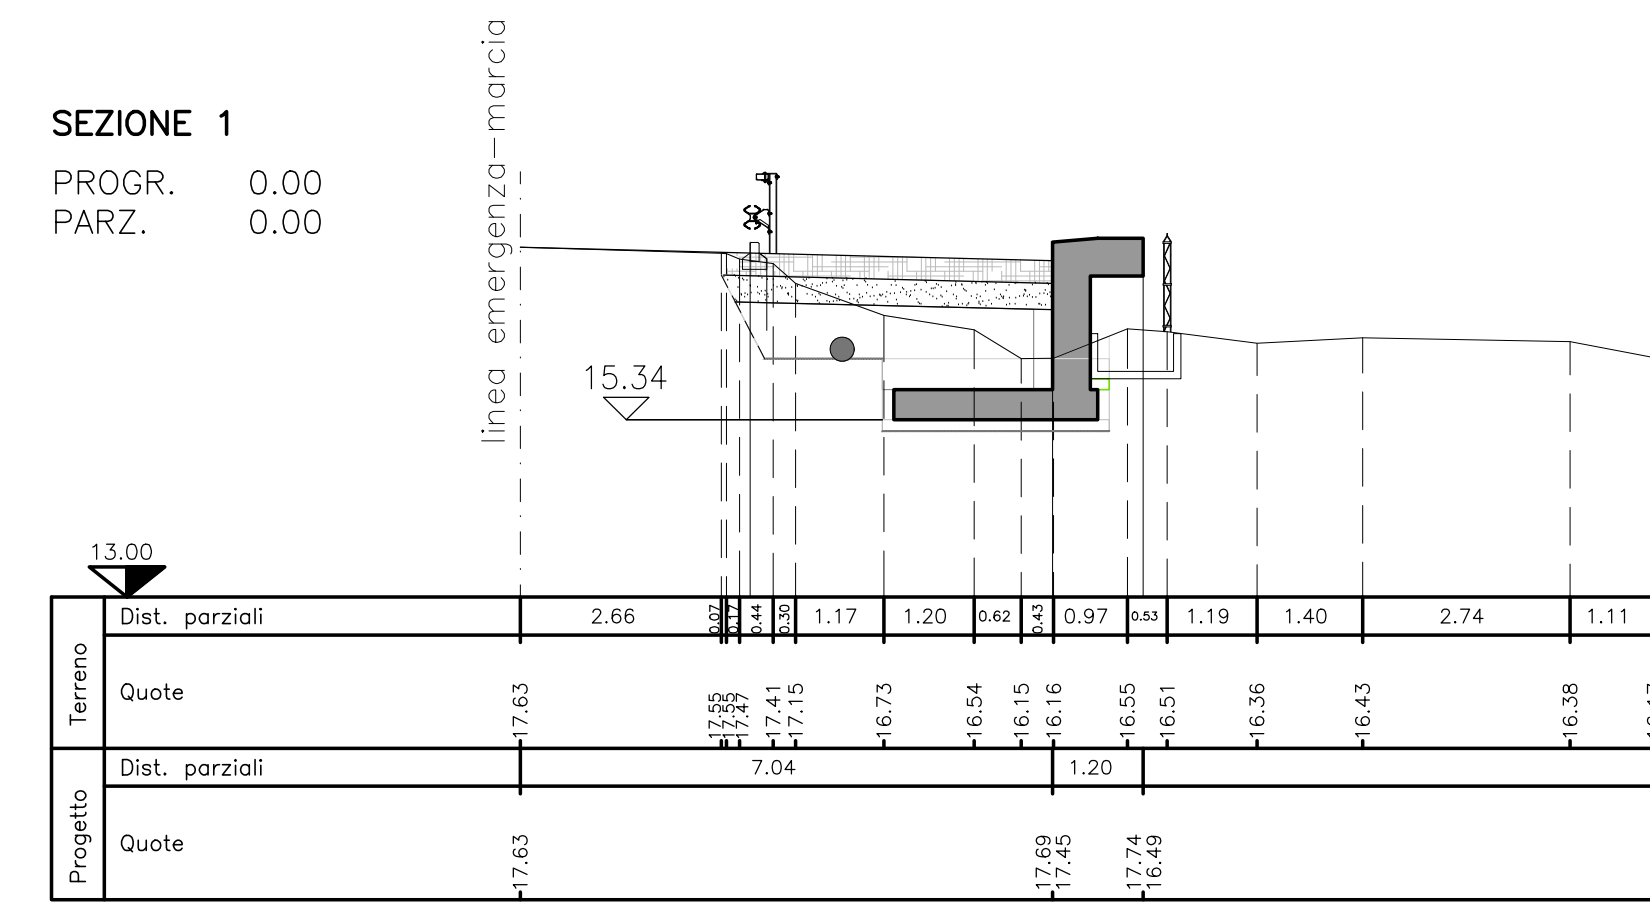 linea emergenza-marcia
SEZIONE 1
PROGR. 0.00
PARZ. 0.00
15.34
13.00
Terreno
Dist. parziali 2.66 0.07 0.17 0.44 0.30 1.17 1.20 0.62 0.43 0.97 0.53 1.19 1.40 2.74 1.11
Quote 17.63 17.55 17.55 17.47 17.41 17.15 16.73 16.54 16.15 16.16 16.55 16.51 16.36 16.43 16.38
Progetto
Dist. parziali 7.04 1.20
Quote 17.63 17.69 17.45 17.74 16.49